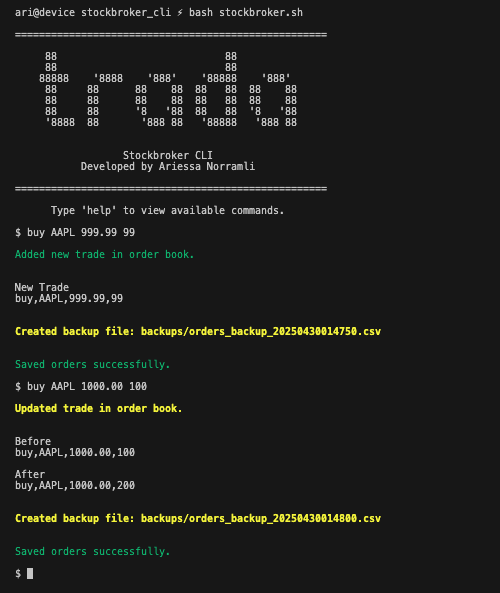 ari@device stockbroker_cli ⚡ bash stockbroker.sh
====================================================
     88                            88
     88                            88
    88888    '8888    '888'    '88888    '888'
     88     88      88    88  88   88  88    88
     88     88      88    88  88   88  88    88
     88     88      '8   '88  88   88  '8   '88
     '8888  88       '888 88   '88888   '888 88
Stockbroker CLI
Developed by Ariessa Norramli
====================================================
Type 'help' to view available commands.
$ buy AAPL 999.99 99
Added new trade in order book.
New Trade
buy,AAPL,999.99,99
Created backup file: backups/orders_backup_20250430014750.csv
Saved orders successfully.
$ buy AAPL 1000.00 100
Updated trade in order book.
Before
buy,AAPL,1000.00,100
After
buy,AAPL,1000.00,200
Created backup file: backups/orders_backup_20250430014800.csv
Saved orders successfully.
$